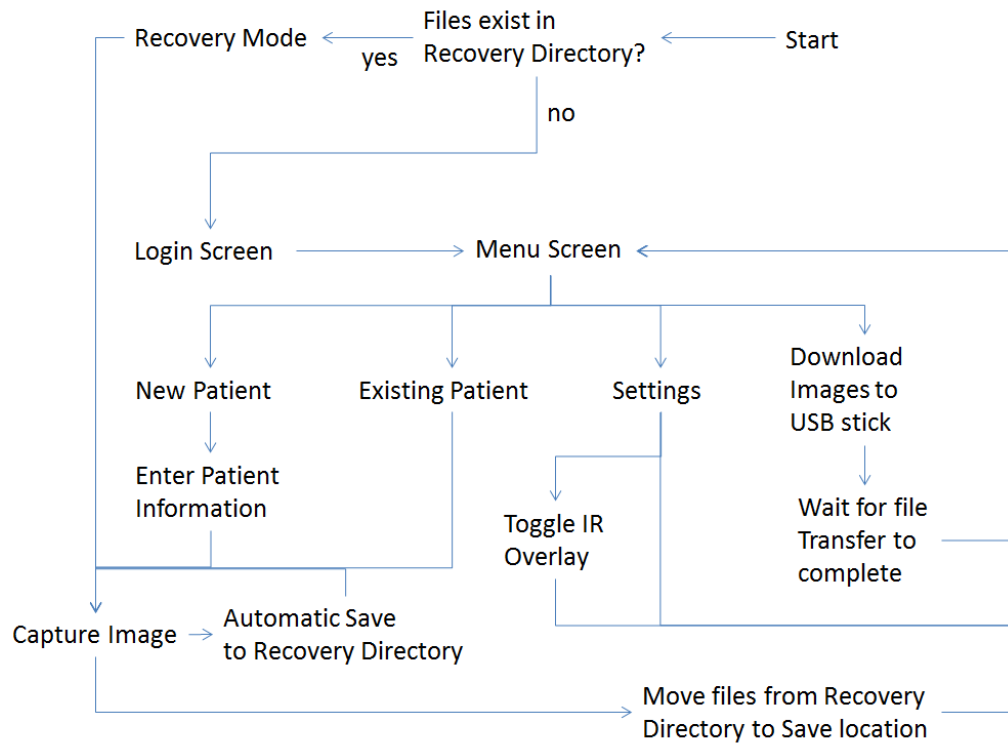 Recovery Mode
Files exist in
Recovery Directory?
Start
yes
no
Login Screen
Menu Screen
New Patient
Existing Patient
Settings
Download
Images to
USB stick
Enter Patient
Information
Toggle IR
Overlay
Wait for file
Transfer to
complete
Capture Image
Automatic Save
to Recovery Directory
Move files from Recovery
Directory to Save location